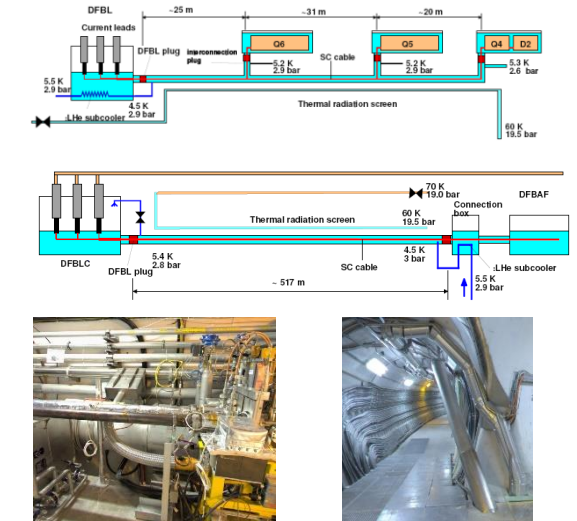 DFBL
~25 m
~31 m
~20 m
Current leads
DFBL plug
Interconnection
plug
Q6
Q5
Q4
D2
SC cable
5.2 K
2.9 bar
5.2 K
2.9 bar
5.3 K
2.6 bar
5.5 K
2.9 bar
4.5 K
2.9 bar
:LHe subcooler
Thermal radiation screen
60 K
19.5 bar
70 K
19.0 bar
DFBAF
Connection
box
Thermal radiation screen
60 K
19.5 bar
DFBLC
DFBL plug
5.4 K
2.8 bar
SC cable
4.5 K
3 bar
:LHe subcooler
5.5 K
2.9 bar
~ 517 m